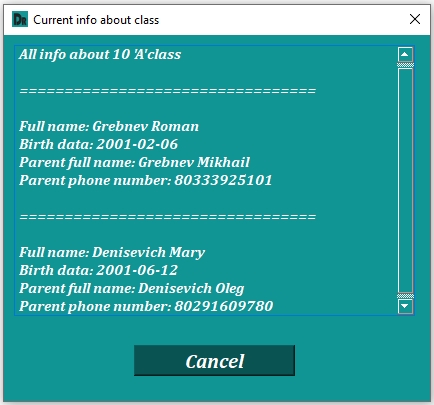 DR Current info about class
All info about 10 'A'class
=================================
Full name: Grebnev Roman
Birth data: 2001-02-06
Parent full name: Grebnev Mikhail
Parent phone number: 80333925101
=================================
Full name: Denisevich Mary
Birth data: 2001-06-12
Parent full name: Denisevich Oleg
Parent phone number: 80291609780
Cancel